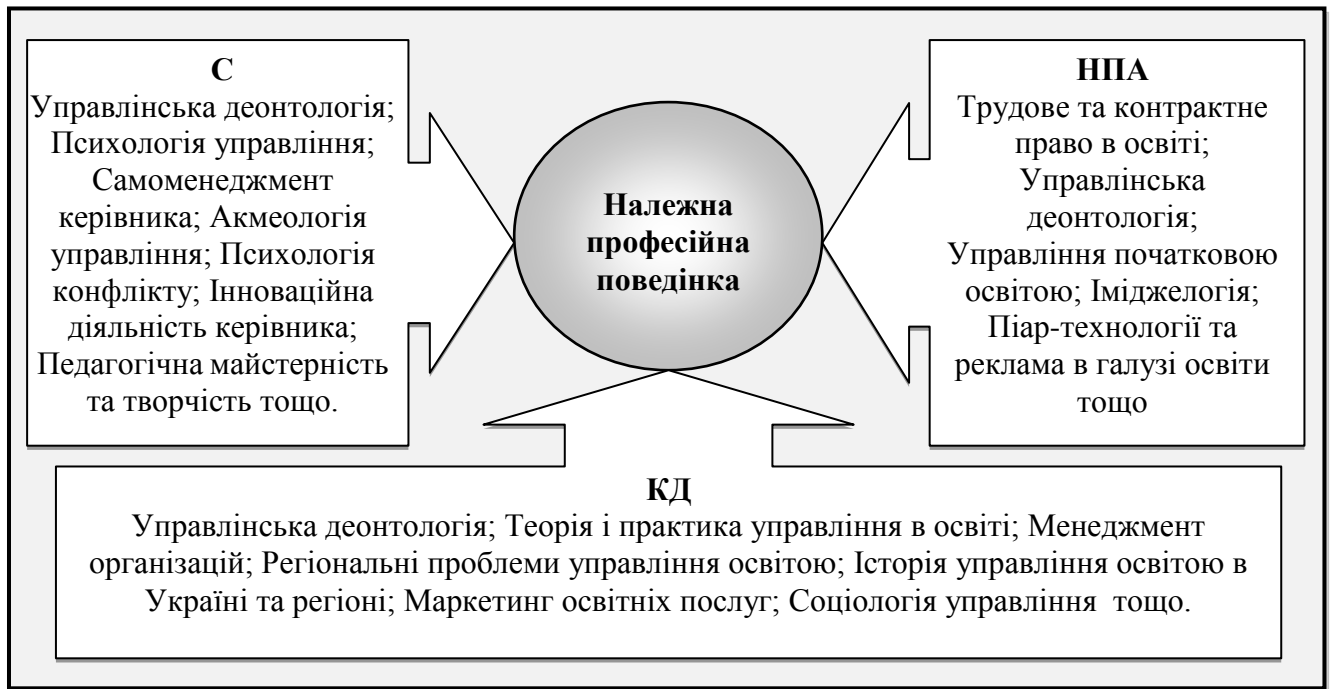 С
Управлінська деонтологія;
Психологія управління;
Самоменеджмент
керівника; Акмеологія
управління; Психологія
конфлікту; Інноваційна
діяльність керівника;
Педагогічна майстерність
та творчість тощо.
Належна
професійна
поведінка
НПА
Трудове та контрактне
право в освіті;
Управлінська
деонтологія;
Управління початковою
освітою; Іміджелогія;
Піар-технології та
реклама в галузі освіти
тощо
КД
Управлінська деонтологія; Теорія і практика управління в освіті; Менеджмент
організацій; Регіональні проблеми управління освітою; Історія управління освітою в
Україні та регіоні; Маркетинг освітніх послуг; Соціологія управління тощо.